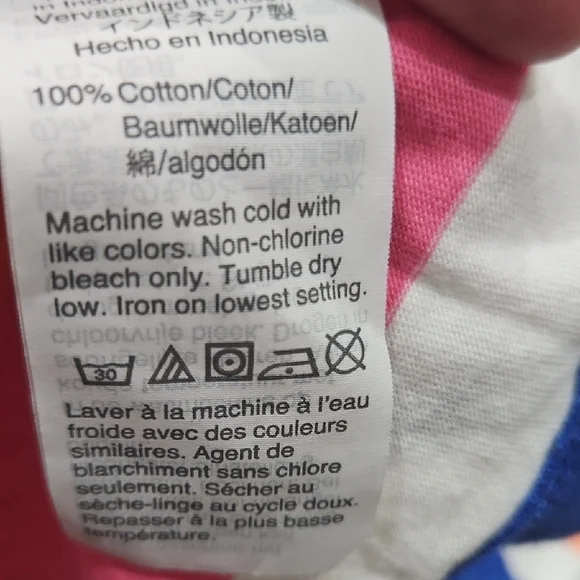 Vervaardigd in
インドネシア製
Hecho en Indonesia
100% Cotton/Coton/
Baumwolle/Katoen/
綿/algodón
Machine wash cold with
like colors. Non-chlorine
bleach only. Tumble dry
low. Iron on lowest setting.
30
Laver à la machine à l'eau
froide avec des couleurs
similaires. Agent de
blanchiment sans chlore
seulement. Sécher au
sèche-linge au cycle doux.
Repasser à la plus basse
température.